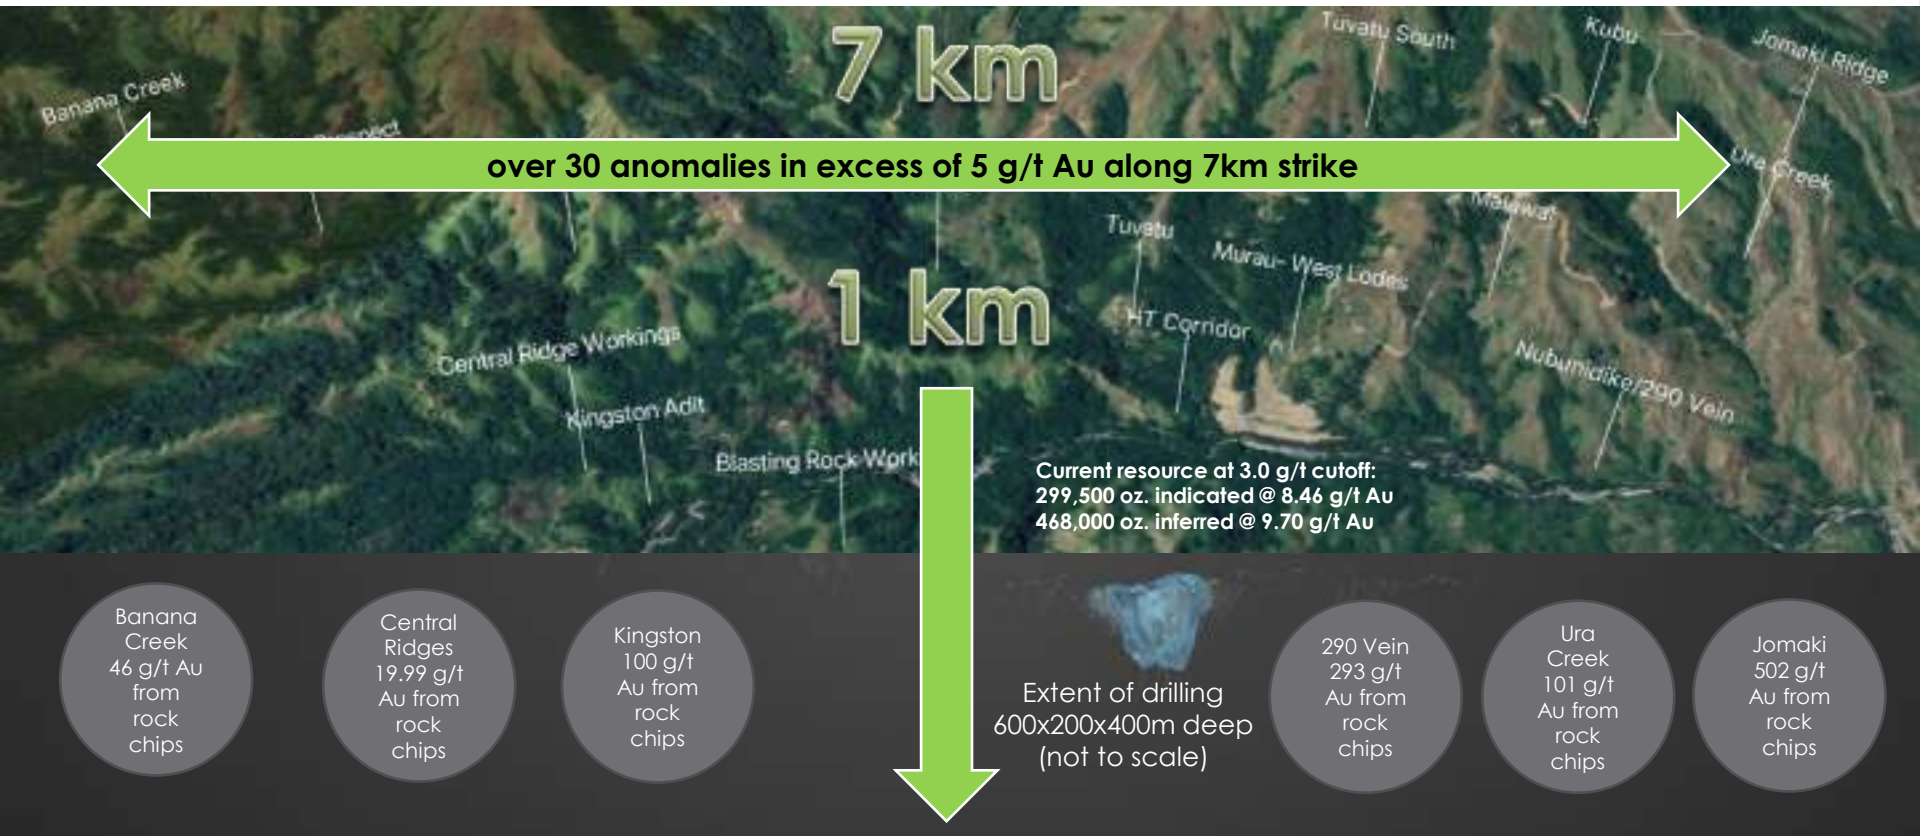 7 km
Tuvatu South
Kubu
Jomaki Ridge
Banana Creek
Prospect
over 30 anomalies in excess of 5 g/t Au along 7km strike
Ura Creek
Tuvatu
Murau- West Lodes
1 km
HT Corridor
Central Ridge Workings
Nubunidike/290 Vein
Kingston Adit
Blasting Rock Work
Current resource at 3.0 g/t cutoff:
299,500 oz. indicated @ 8.46 g/t Au
468,000 oz. inferred @ 9.70 g/t Au
Banana
Creek
46 g/t Au
from
rock
chips
Central
Ridges
19.99 g/t
Au from
rock
chips
Kingston
100 g/t
Au from
rock
chips
Extent of drilling
600x200x400m deep
(not to scale)
290 Vein
293 g/t
Au from
rock
chips
Ura
Creek
101 g/t
Au from
rock
chips
Jomaki
502 g/t
Au from
rock
chips